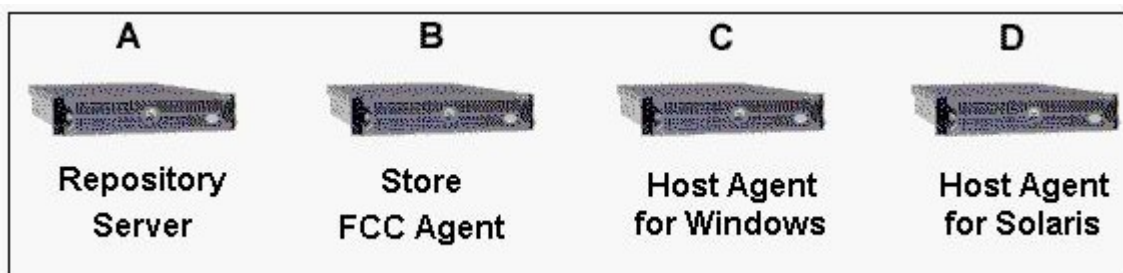 A B C D
Repository
Server
Store
FCC Agent
Host Agent
for Windows
Host Agent
for Solaris